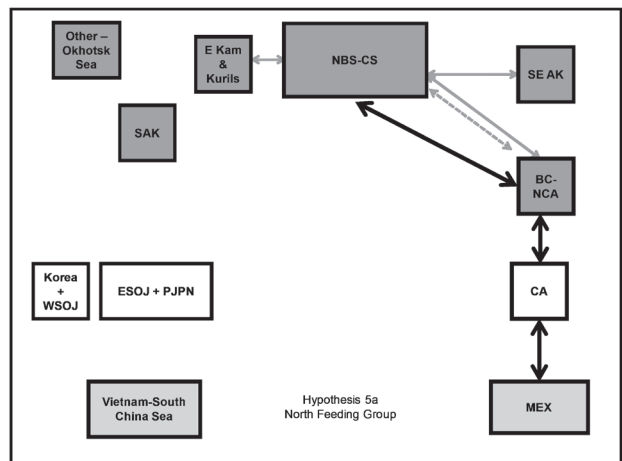 Other –
Okhotsk
Sea
E Kam
&
Kurils
NBS-CS
SE AK
SAK
BC-
NCA
Korea
+
WSOJ
ESOJ + PJPN
CA
Vietnam-South
China Sea
Hypothesis 5a
North Feeding Group
MEX